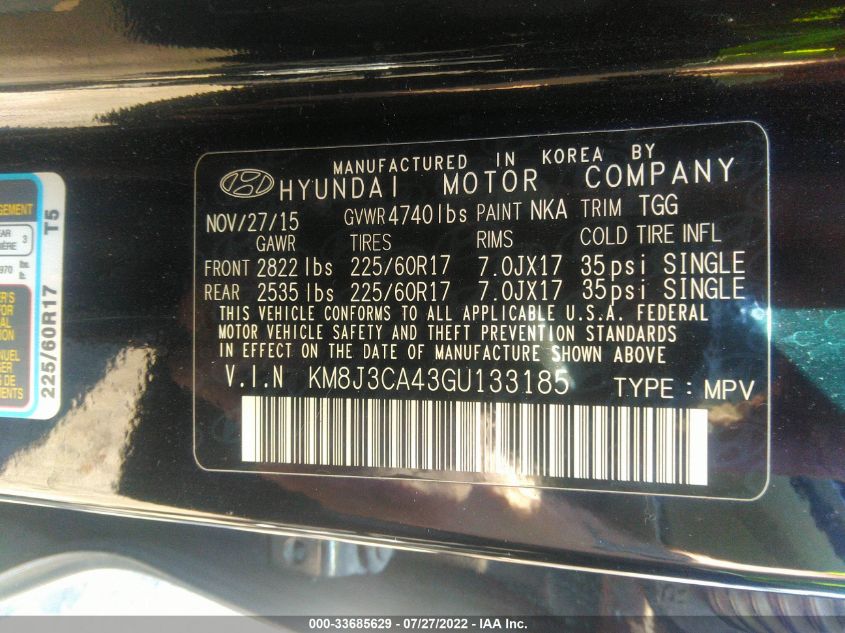 MANUFACTURED IN KOREA BY
HYUNDAI MOTOR COMPANY
NOV/27/15 GVWR 4740 lbs PAINT NKA TRIM TGG
GAWR TIRES RIMS COLD TIRE INFL
FRONT 2822 lbs 225/60R17 7.0JX17 35psi SINGLE
REAR 2535 lbs 225/60R17 7.0JX17 35psi SINGLE
THIS VEHICLE CONFORMS TO ALL APPLICABLE U.S.A. FEDERAL
MOTOR VEHICLE SAFETY AND THEFT PREVENTION STANDARDS
IN EFFECT ON THE DATE OF MANUFACTURE SHOWN ABOVE
V.I.N KM8J3CA43GU133185 TYPE : MPV
225/60R17 T5
3
000-33685629 - 07/27/2022 - IAA Inc.